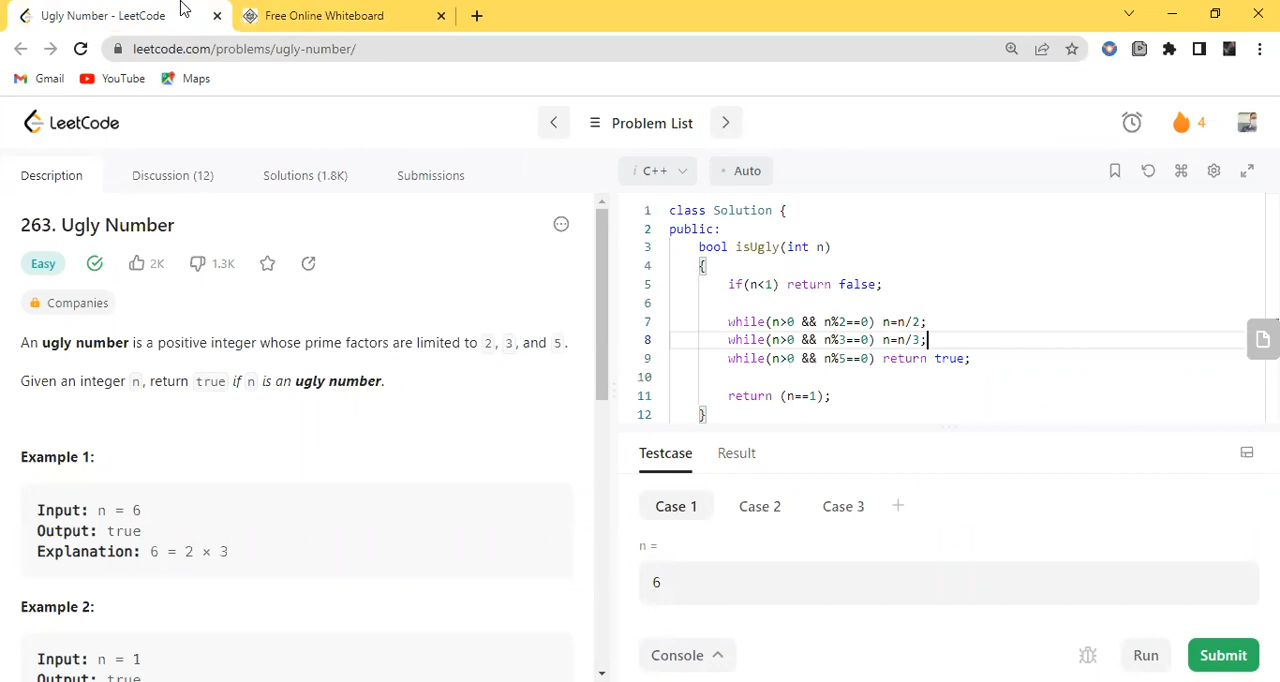 Ugly Number - LeetCode
Free Online Whiteboard
leetcode.com/problems/ugly-number/
Gmail YouTube Maps
LeetCode
Problem List
4
Description Discussion (12) Solutions (1.8K) Submissions
263. Ugly Number
Easy 2K 1.3K
Companies
An ugly number is a positive integer whose prime factors are limited to 2, 3, and 5.
Given an integer n, return true if n is an ugly number.
Example 1:
Input: n = 6
Output: true
Explanation: 6 = 2 × 3
Example 2:
Input: n = 1
Output: true
i C++ Auto
1 class Solution {
2 public:
3 bool isUgly(int n)
4 {
5 if(n<1) return false;
6
7 while(n>0 && n%2==0) n=n/2;
8 while(n>0 && n%3==0) n=n/3;
9 while(n>0 && n%5==0) return true;
10
11 return (n==1);
12 }
Testcase Result
Case 1 Case 2 Case 3
n =
6
Console Run Submit